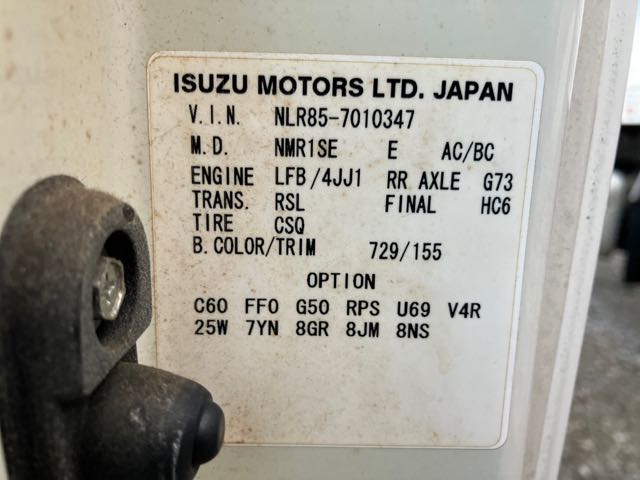 ISUZU MOTORS LTD. JAPAN
V.I.N. NLR85-7010347
M.D. NMR1SE E AC/BC
ENGINE LFB/4JJ1 RR AXLE G73
TRANS. RSL FINAL HC6
TIRE CSQ
B.COLOR/TRIM 729/155
OPTION
C60 FF0 G50 RPS U69 V4R
25W 7YN 8GR 8JM 8NS